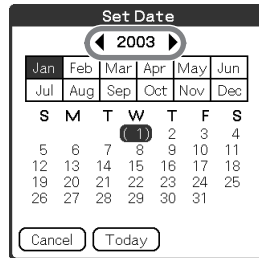 Set Date
◀ 2003 ▶
Jan Feb Mar Apr May Jun
Jul Aug Sep Oct Nov Dec
S M T W T F S
( 1) 2 3 4
5 6 7 8 9 10 11
12 13 14 15 16 17 18
19 20 21 22 23 24 25
26 27 28 29 30 31
Cancel Today